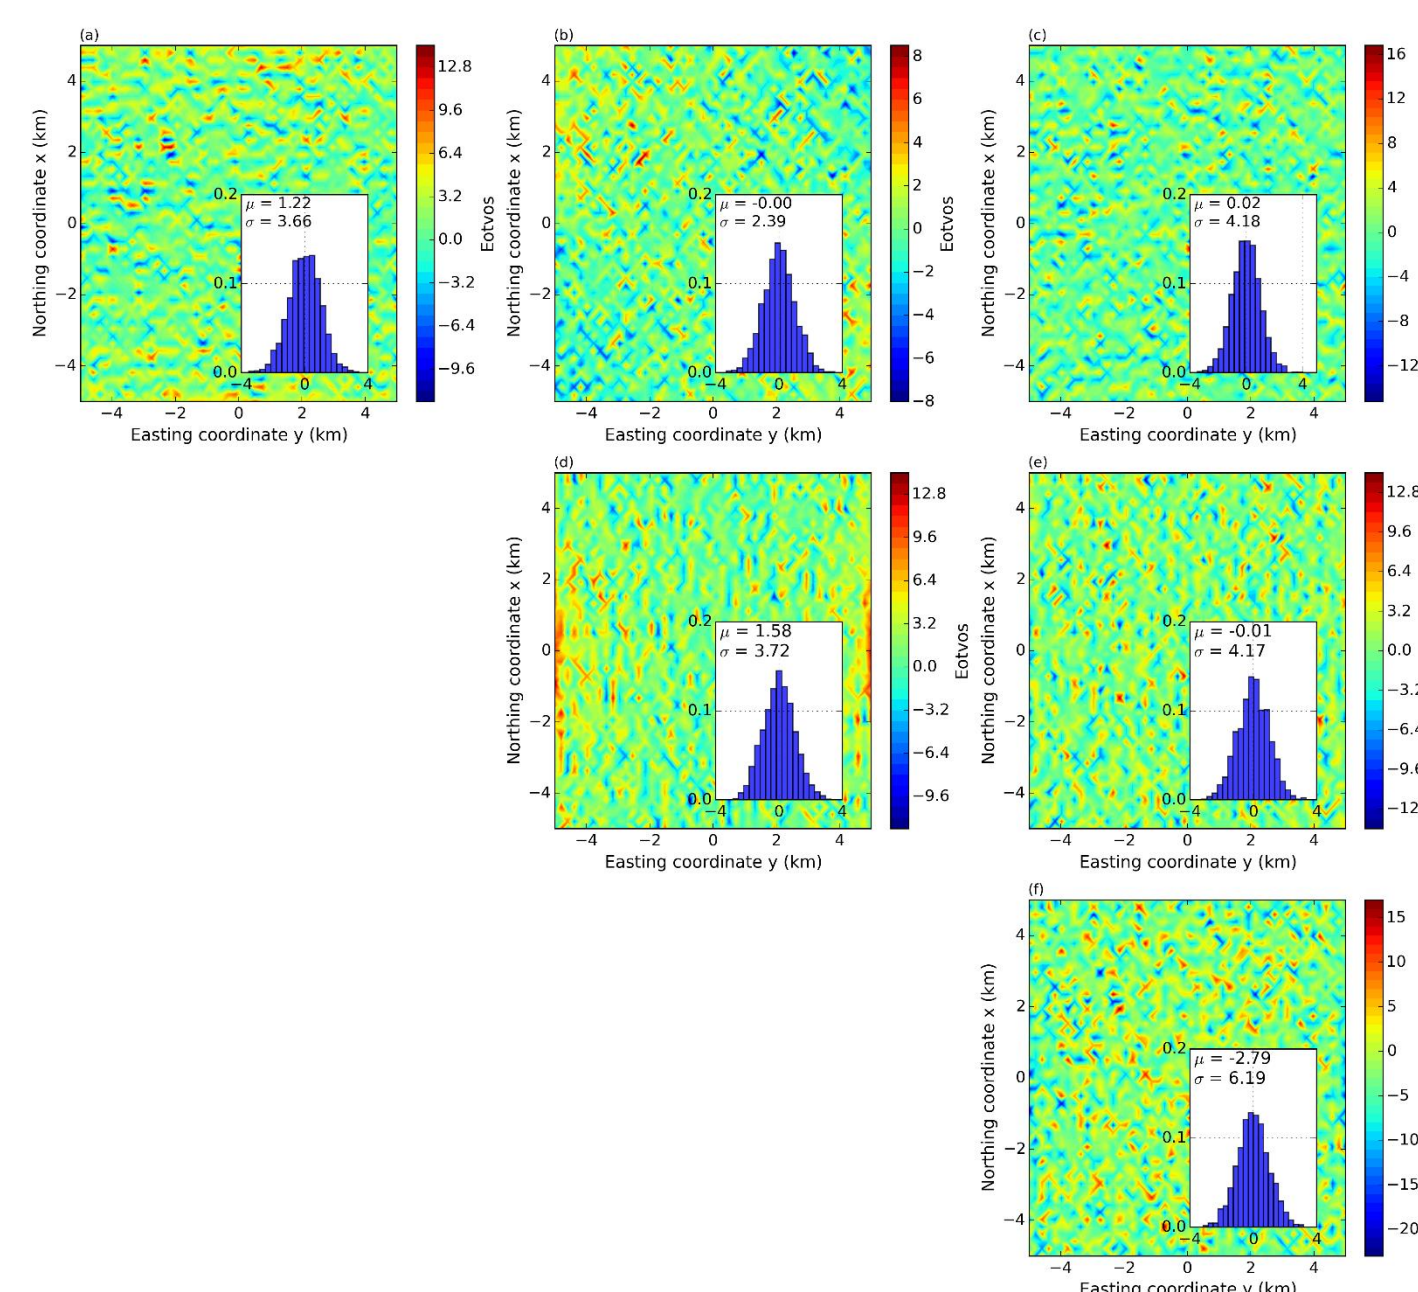 (a)
4
2
0
−2
−4
Northing coordinate x (km)
−4 −2 0 2 4
Easting coordinate y (km)
0.2
0.1
0.0
μ = 1.22
σ = 3.66
−4 0 4
12.8
9.6
6.4
3.2
0.0
−3.2
−6.4
−9.6
Eotvos
(b)
4
2
0
−2
−4
Northing coordinate x (km)
−4 −2 0 2 4
Easting coordinate y (km)
0.2
0.1
0.0
μ = -0.00
σ = 2.39
−4 0 4
8
6
4
2
0
−2
−4
−6
−8
Eotvos
(c)
4
2
0
−2
−4
Northing coordinate x (km)
−4 −2 0 2 4
Easting coordinate y (km)
0.2
0.1
0.0
μ = 0.02
σ = 4.18
−4 0 4
16
12
8
4
0
−4
−8
−12
(d)
4
2
0
−2
−4
Northing coordinate x (km)
−4 −2 0 2 4
Easting coordinate y (km)
0.2
0.1
0.0
μ = 1.58
σ = 3.72
−4 0 4
12.8
9.6
6.4
3.2
0.0
−3.2
−6.4
−9.6
Eotvos
(e)
4
2
0
−2
−4
Northing coordinate x (km)
−4 −2 0 2 4
Easting coordinate y (km)
0.2
0.1
0.0
μ = -0.01
σ = 4.17
−4 0 4
12.8
9.6
6.4
3.2
0.0
−3.2
−6.4
−9.6
−12
(f)
4
2
0
−2
−4
Northing coordinate x (km)
−4 −2 0 2 4
Easting coordinate y (km)
0.2
0.1
0.0
μ = -2.79
σ = 6.19
−4 0 4
15
10
5
0
−5
−10
−15
−20